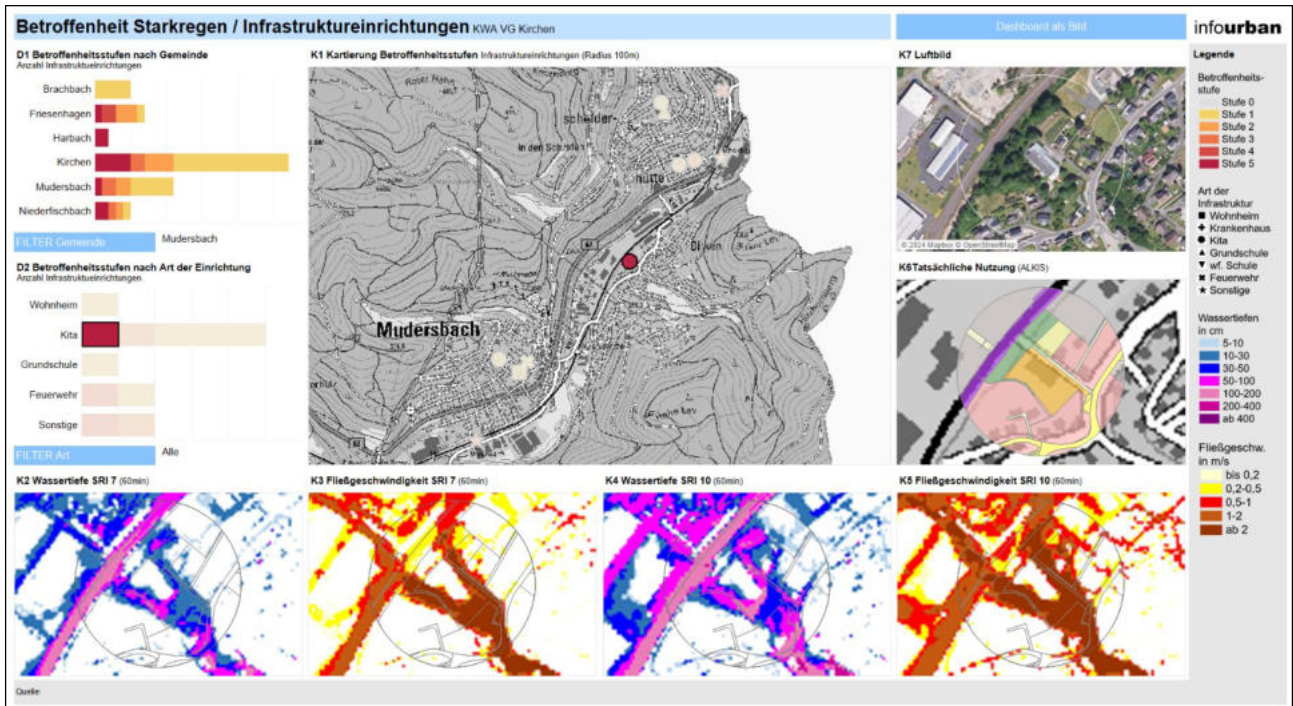 Betroffenheit Starkregen / Infrastruktureinrichtungen KWA VG Kirchen
Dashboard als Bild
infourban
D1 Betroffenheitsstufen nach Gemeinde
Anzahl Infrastruktureinrichtungen
Brachbach
Friesenhagen
Harbach
Kirchen
Mudersbach
Niederfischbach
FILTER Gemeinde
Mudersbach
D2 Betroffenheitsstufen nach Art der Einrichtung
Anzahl Infrastruktureinrichtungen
Wohnheim
Kita
Grundschule
Feuerwehr
Sonstige
FILTER Art
Alle
K1 Kartierung Betroffenheitsstufen Infrastruktureinrichtungen (Radius 100m)
schelder-
In den Schelden
hütte
Mudersbach
K7 Luftbild
© 2024 Mapbox © OpenStreetMap
K6Tatsächliche Nutzung (ALKIS)
Legende
Betroffenheits-
stufe
Stufe 0
Stufe 1
Stufe 2
Stufe 3
Stufe 4
Stufe 5
Art der
Infrastruktur
Wohnheim
Krankenhaus
Kita
Grundschule
wf. Schule
Feuerwehr
Sonstige
Wassertiefen
in cm
5-10
10-30
30-50
50-100
100-200
200-400
ab 400
Fließgeschw.
in m/s
bis 0,2
0,2-0,5
0,5-1
1-2
ab 2
K2 Wassertiefe SRI 7 (60min)
K3 Fließgeschwindigkeit SRI 7 (60min)
K4 Wassertiefe SRI 10 (60min)
K5 Fließgeschwindigkeit SRI 10 (60min)
Quelle: